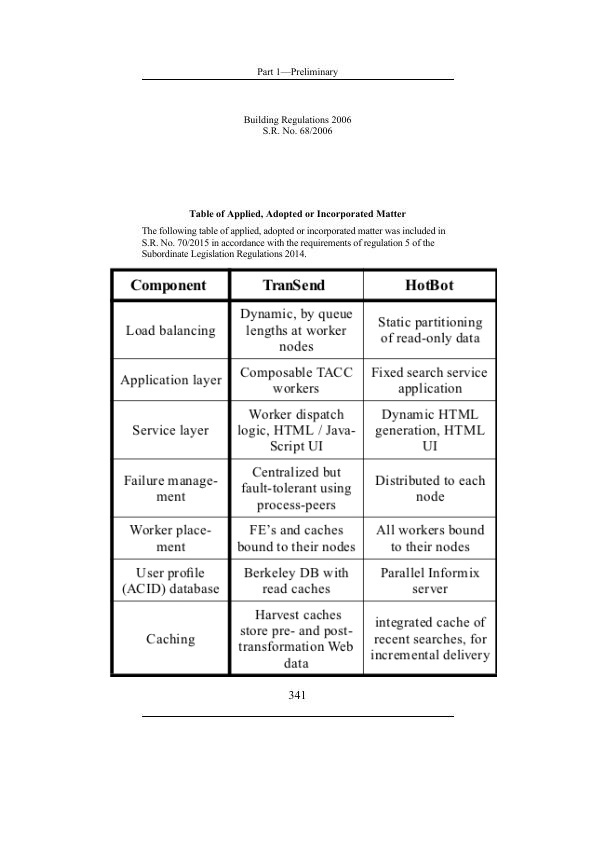 Part 1—Preliminary
Building Regulations 2006
S.R. No. 68/2006
Table of Applied, Adopted or Incorporated Matter
The following table of applied, adopted or incorporated matter was included in
S.R. No. 70/2015 in accordance with the requirements of regulation 5 of the
Subordinate Legislation Regulations 2014.
Component TranSend HotBot
Load balancing
Dynamic, by queue
lengths at worker
nodes
Static partitioning
of read-only data
Application layer
Composable TACC
workers
Fixed search service
application
Service layer
Worker dispatch
logic, HTML / Java-
Script UI
Dynamic HTML
generation, HTML
UI
Failure manage-
ment
Centralized but
fault-tolerant using
process-peers
Distributed to each
node
Worker place-
ment
FE's and caches
bound to their nodes
All workers bound
to their nodes
User profile
(ACID) database
Berkeley DB with
read caches
Parallel Informix
server
Caching
Harvest caches
store pre- and post-
transformation Web
data
integrated cache of
recent searches, for
incremental delivery
341